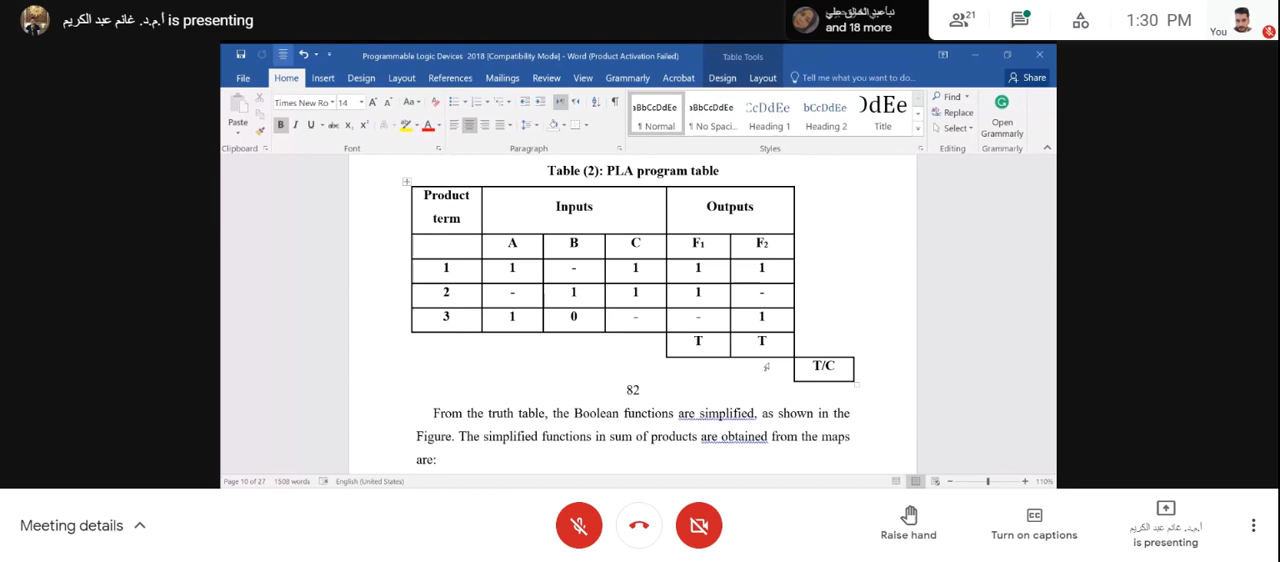 أ.م.د. غانم عبد الكريم is presenting
and 18 more
21
1:30 PM
You
Programmable Logic Devices 2018 [Compatibility Mode] - Word (Product Activation Failed)
Table Tools
File Home Insert Design Layout References Mailings Review View Grammarly Acrobat Design Layout Tell me what you want to do... Share
Paste
Times New Ro 14
Aa
B I U abc x₂ x² A A
Clipboard Font Paragraph Styles Editing Grammarly
¶ Normal
¶ No Spaci...
Heading 1
Heading 2
Title
Find
Replace
Select
Open Grammarly
Table (2): PLA program table
Product term Inputs Outputs
A B C F₁ F₂
1 1 - 1 1 1
2 - 1 1 1 -
3 1 0 - - 1
T T
T/C
82
From the truth table, the Boolean functions are simplified, as shown in the
Figure. The simplified functions in sum of products are obtained from the maps
are:
Page 10 of 27 1508 words English (United States) 110%
Meeting details
Raise hand
Turn on captions
أ.م.د. غانم عبد الكريم
is presenting